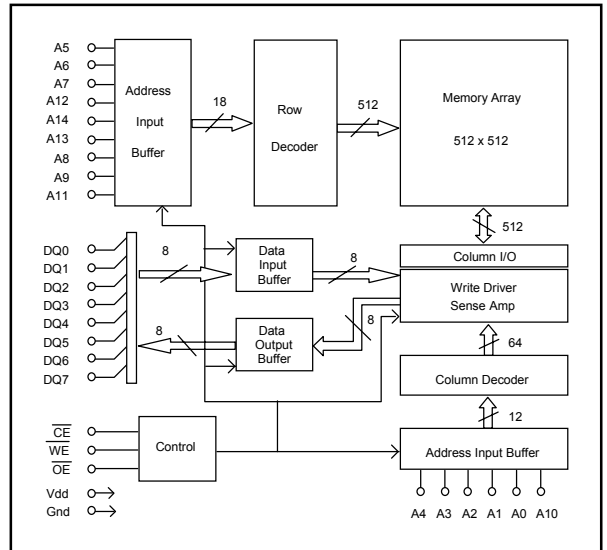 A5
A6
A7
A12
A14
A13
A8
A9
A11
Address
Input
Buffer
18
Row
Decoder
512
Memory Array
512 x 512
512
Column I/O
DQ0
DQ1
DQ2
DQ3
DQ4
DQ5
DQ6
DQ7
8
Data
Input
Buffer
8
Write Driver
Sense Amp
8
Data
Output
Buffer
8
64
Column Decoder
12
CE
WE
OE
Control
Address Input Buffer
Vdd
Gnd
A4 A3 A2 A1 A0 A10